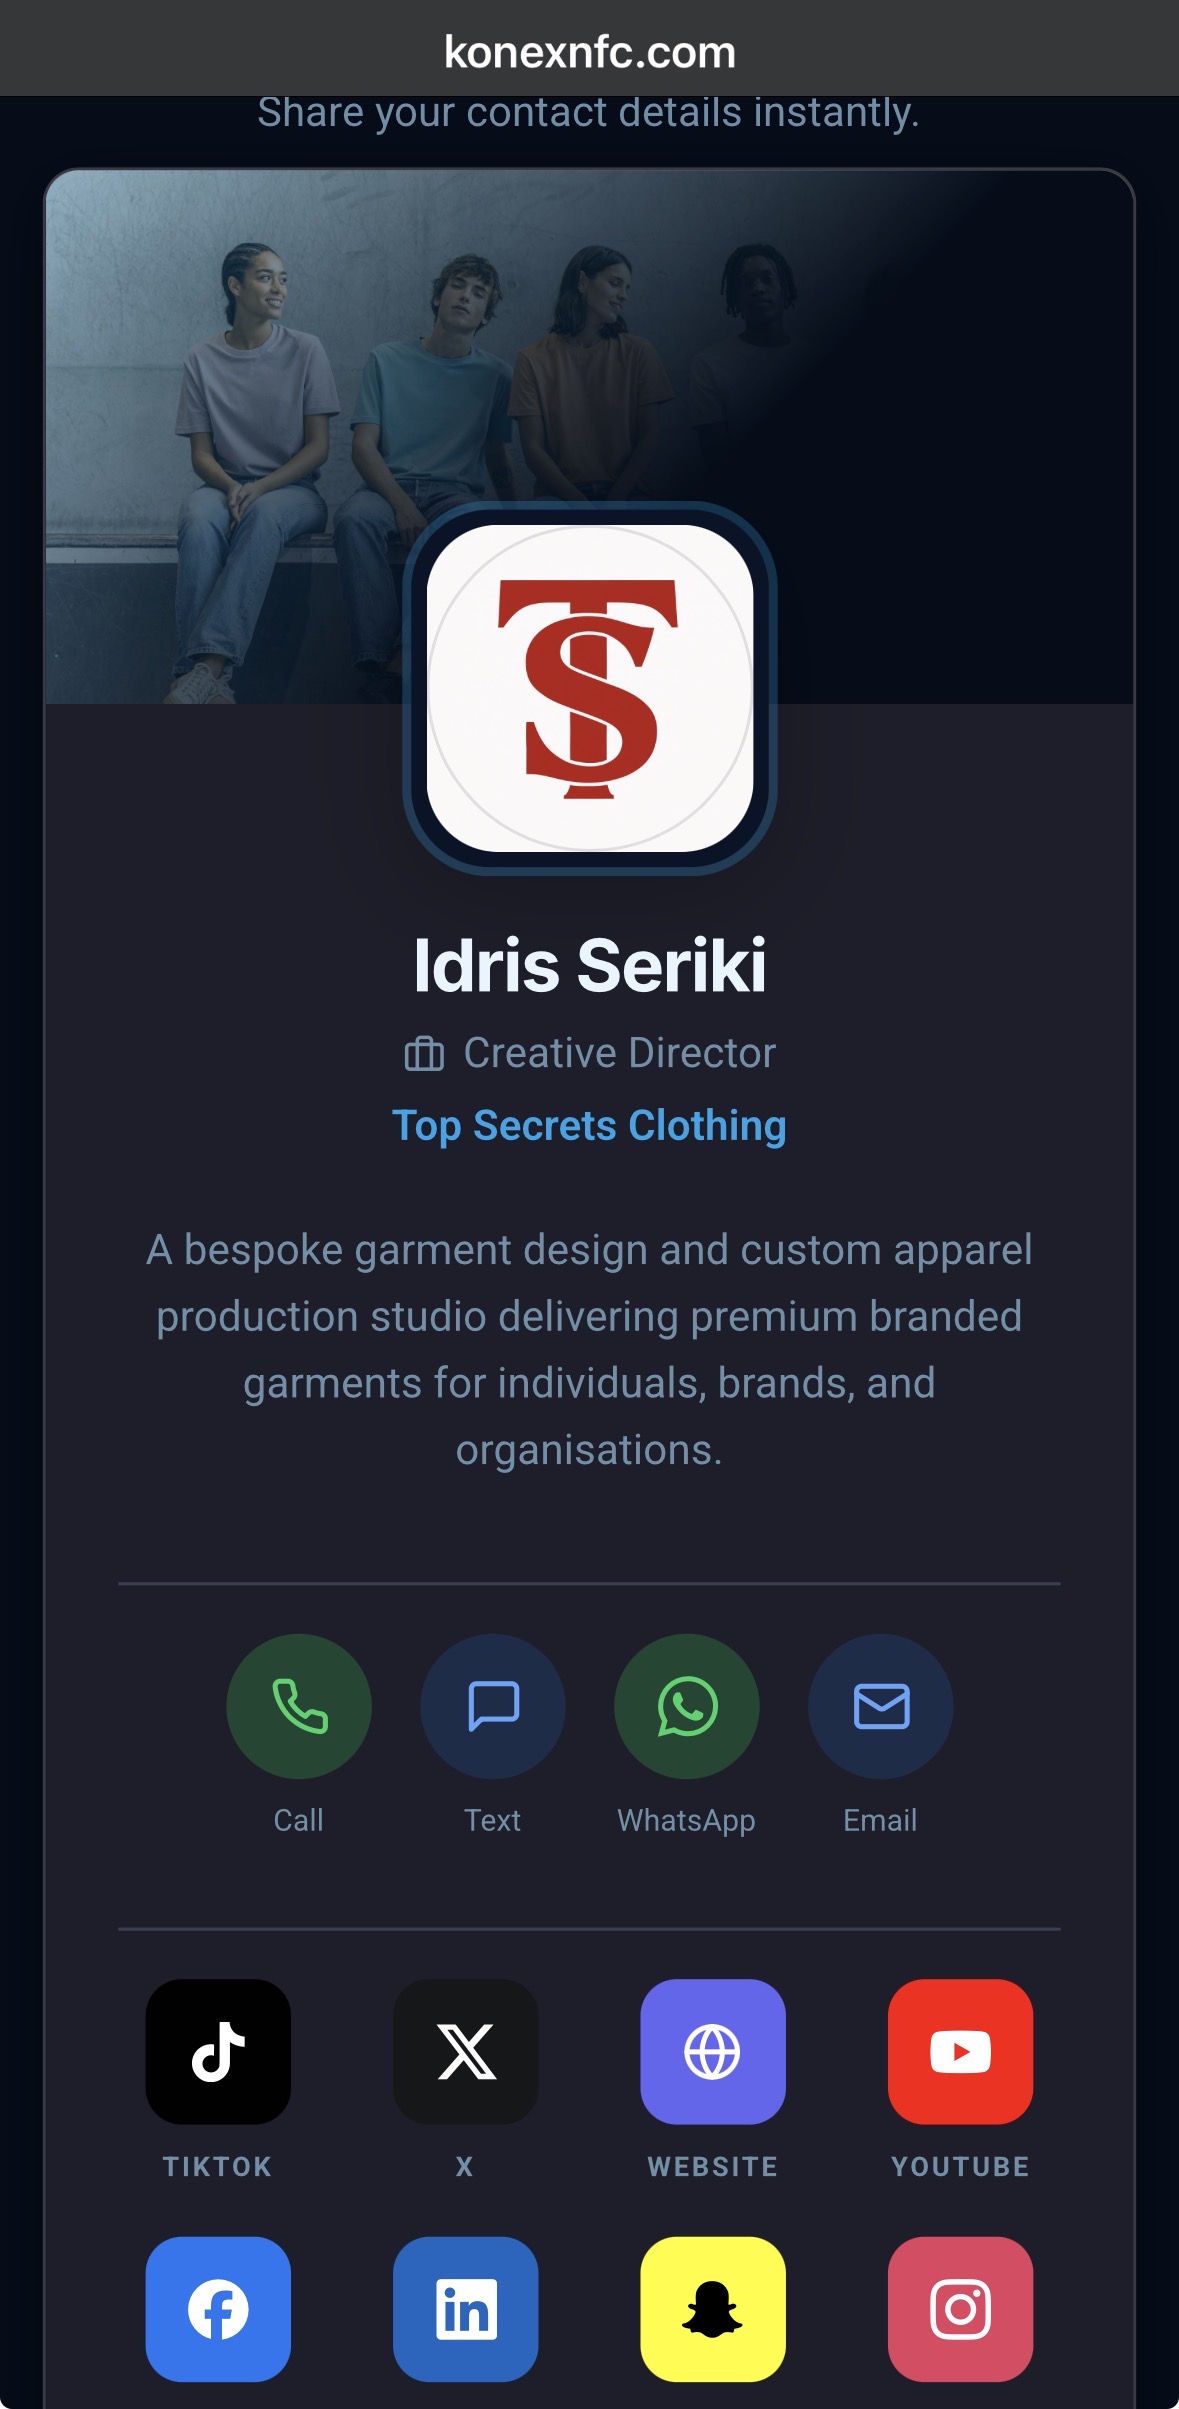 konexnfc.com
Share your contact details instantly.
TS
Idris Seriki
Creative Director
Top Secrets Clothing
A bespoke garment design and custom apparel
production studio delivering premium branded
garments for individuals, brands, and
organisations.
Call Text WhatsApp Email
TIKTOK X WEBSITE YOUTUBE